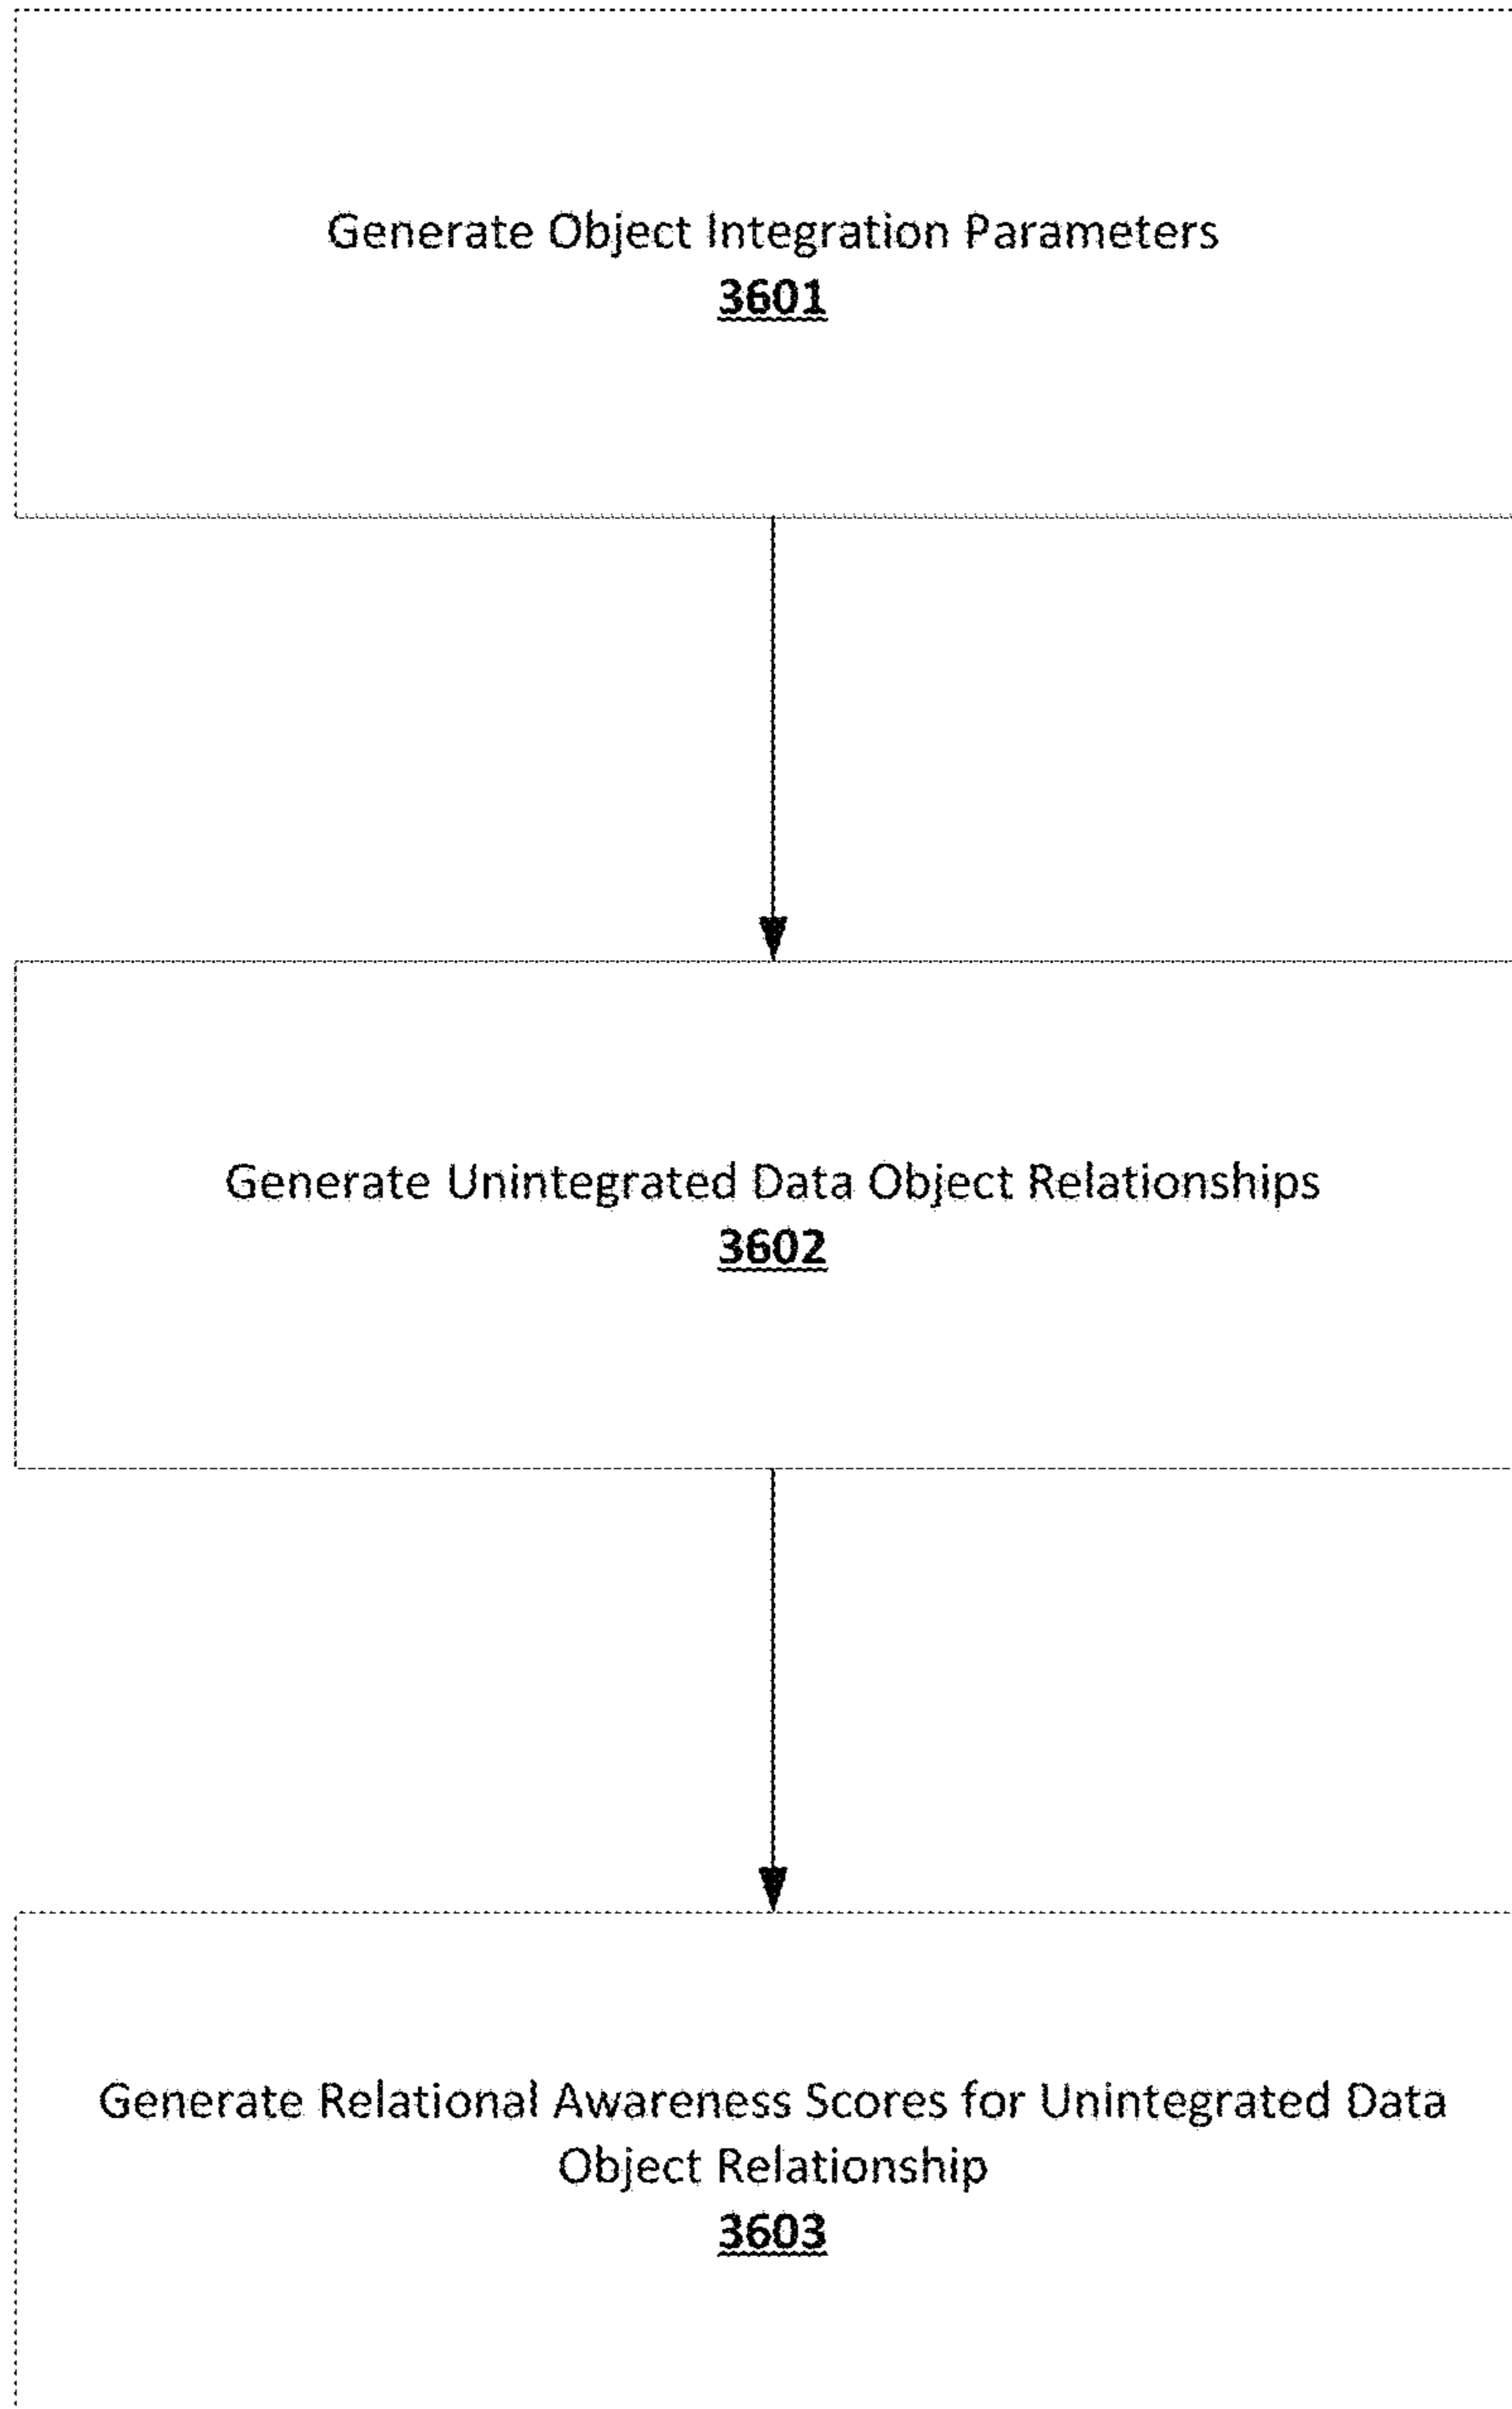 Generate Object Integration Parameters
3601
Generate Unintegrated Data Object Relationships
3602
Generate Relational Awareness Scores for Unintegrated Data
Object Relationship
3603